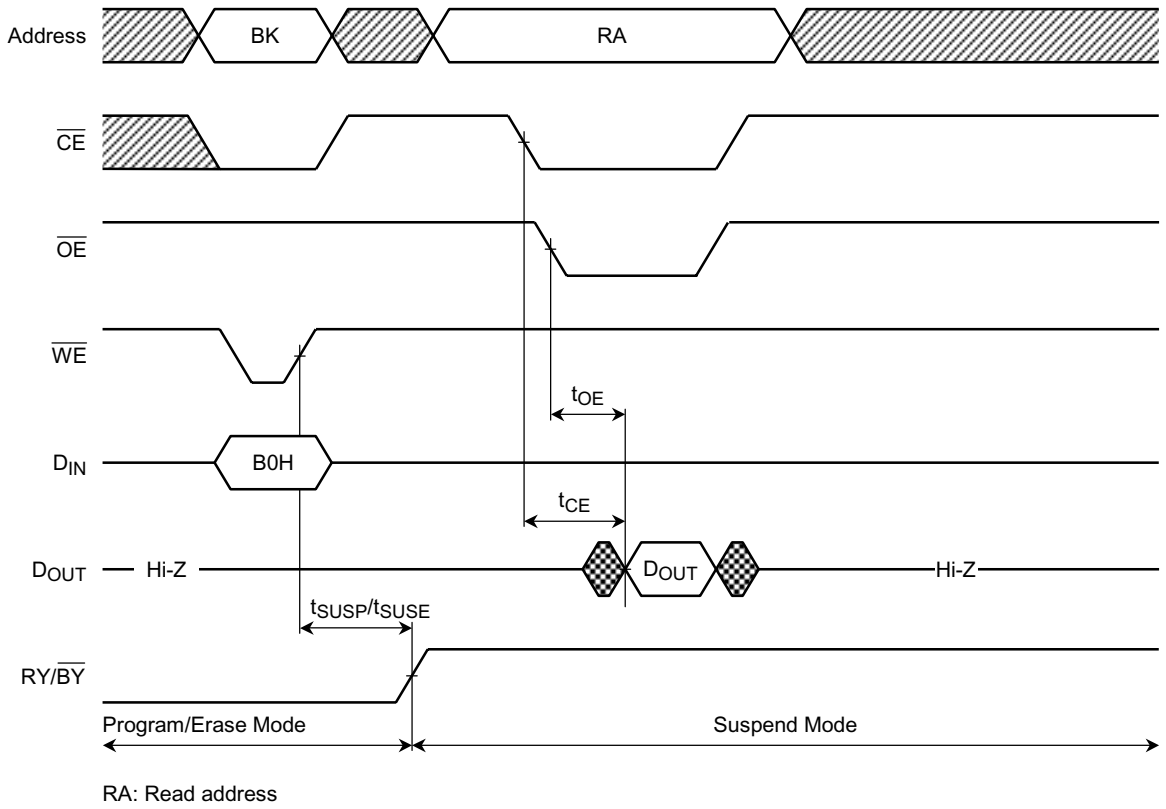 Address BK RA
CE
OE
WE
tOE
DIN B0H
tCE
DOUT Hi-Z DOUT Hi-Z
tSUSP/tSUSE
RY/BY
Program/Erase Mode Suspend Mode
RA: Read address